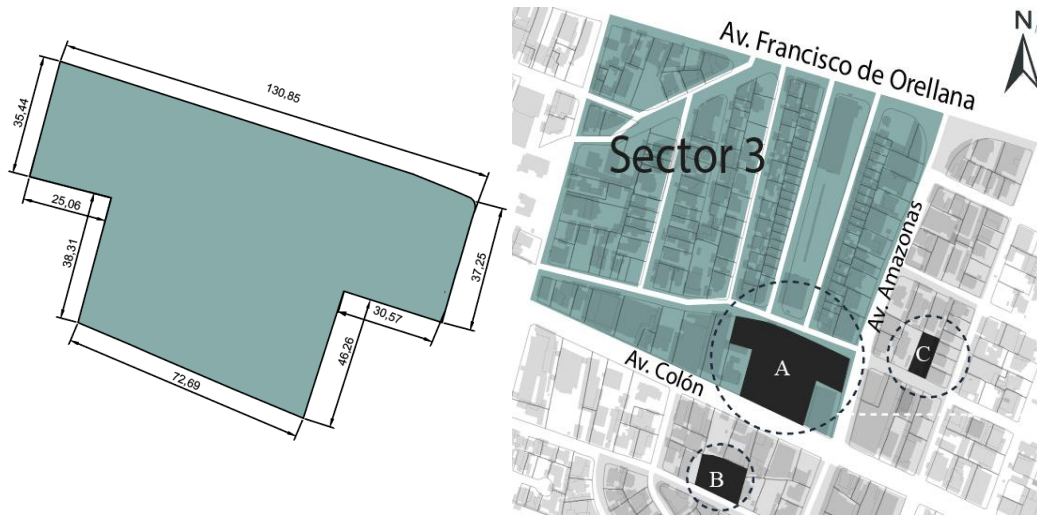 130,85
35,44
25,06
38,31
72,69
46,26
30,57
37,25
Av. Francisco de Orellana
N
Sector 3
Av. Amazonas
Av. Colón
A
B
C